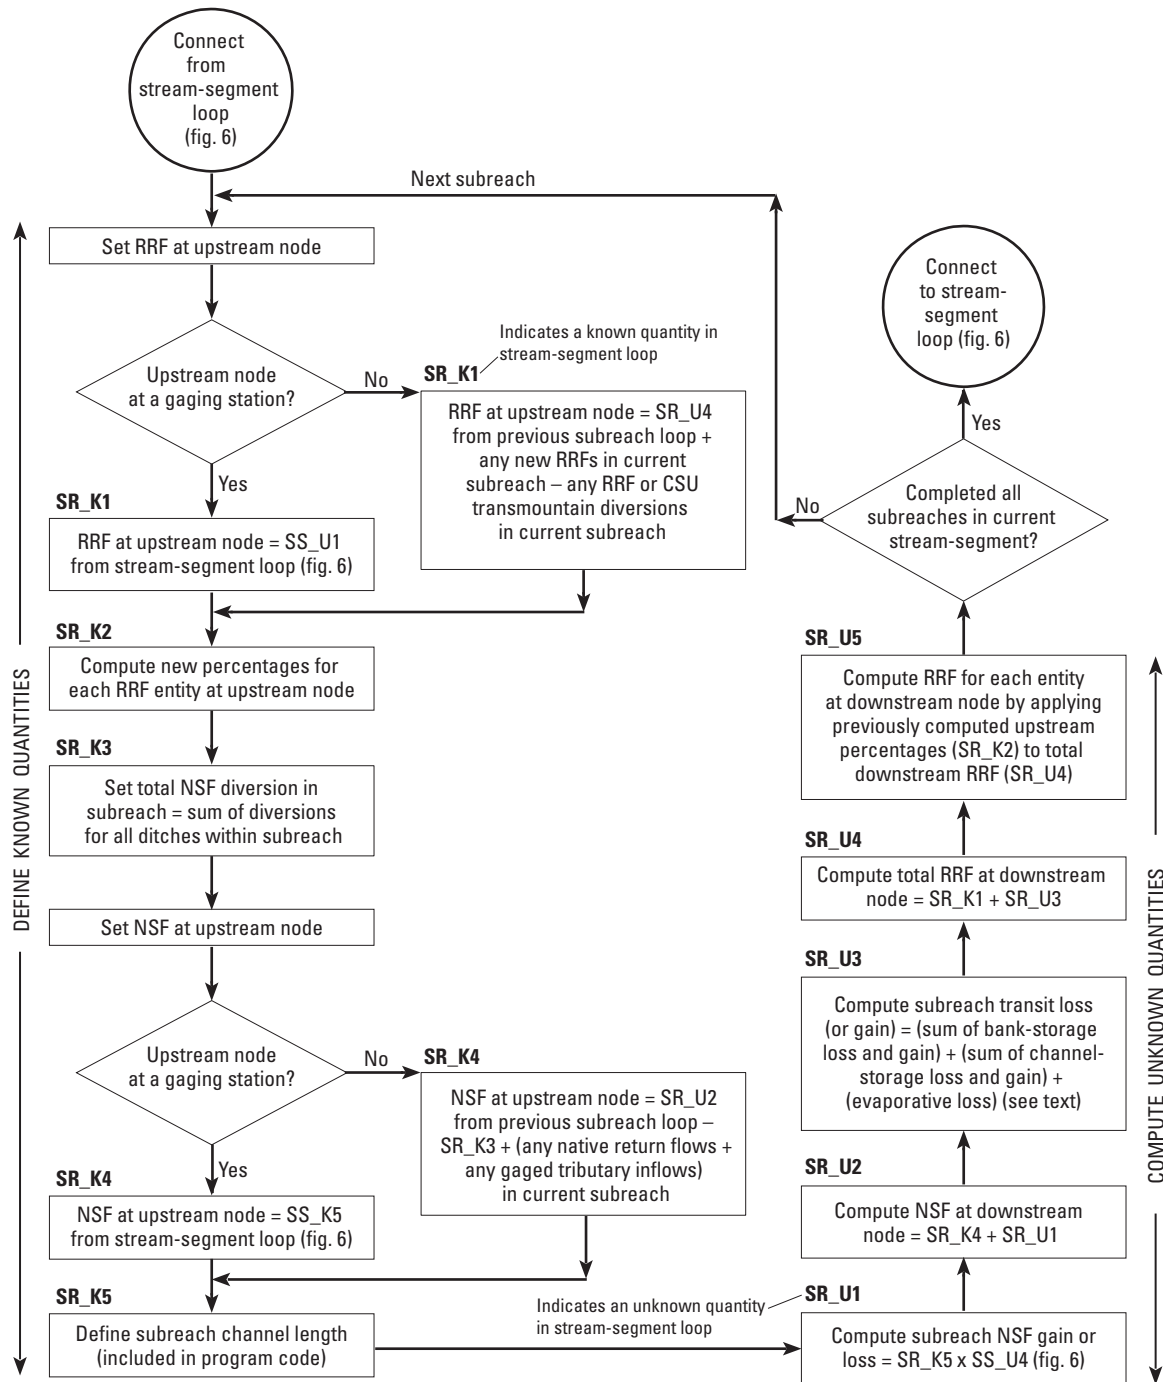 Connect
from
stream-segment
loop
(fig. 6)
Next subreach
Set RRF at upstream node
Upstream node
at a gaging station?
No
Yes
Indicates a known quantity in
stream-segment loop
SR_K1
RRF at upstream node = SR_U4
from previous subreach loop +
any new RRFs in current
subreach – any RRF or CSU
transmountain diversions
in current subreach
SR_K1
RRF at upstream node = SS_U1
from stream-segment loop (fig. 6)
SR_K2
Compute new percentages for
each RRF entity at upstream node
SR_K3
Set total NSF diversion in
subreach = sum of diversions
for all ditches within subreach
Set NSF at upstream node
Upstream node
at a gaging station?
No
Yes
SR_K4
NSF at upstream node = SR_U2
from previous subreach loop –
SR_K3 + (any native return flows +
any gaged tributary inflows)
in current subreach
SR_K4
NSF at upstream node = SS_K5
from stream-segment loop (fig. 6)
SR_K5
Define subreach channel length
(included in program code)
DEFINE KNOWN QUANTITIES
Indicates an unknown quantity
in stream-segment loop
SR_U1
Compute subreach NSF gain or
loss = SR_K5 x SS_U4 (fig. 6)
SR_U2
Compute NSF at downstream
node = SR_K4 + SR_U1
SR_U3
Compute subreach transit loss
(or gain) = (sum of bank-storage
loss and gain) + (sum of channel-
storage loss and gain) +
(evaporative loss) (see text)
SR_U4
Compute total RRF at downstream
node = SR_K1 + SR_U3
SR_U5
Compute RRF for each entity
at downstream node by applying
previously computed upstream
percentages (SR_K2) to total
downstream RRF (SR_U4)
Completed all
subreaches in current
stream-segment?
No
Yes
Connect
to stream-
segment
loop (fig. 6)
COMPUTE UNKNOWN QUANTITIES